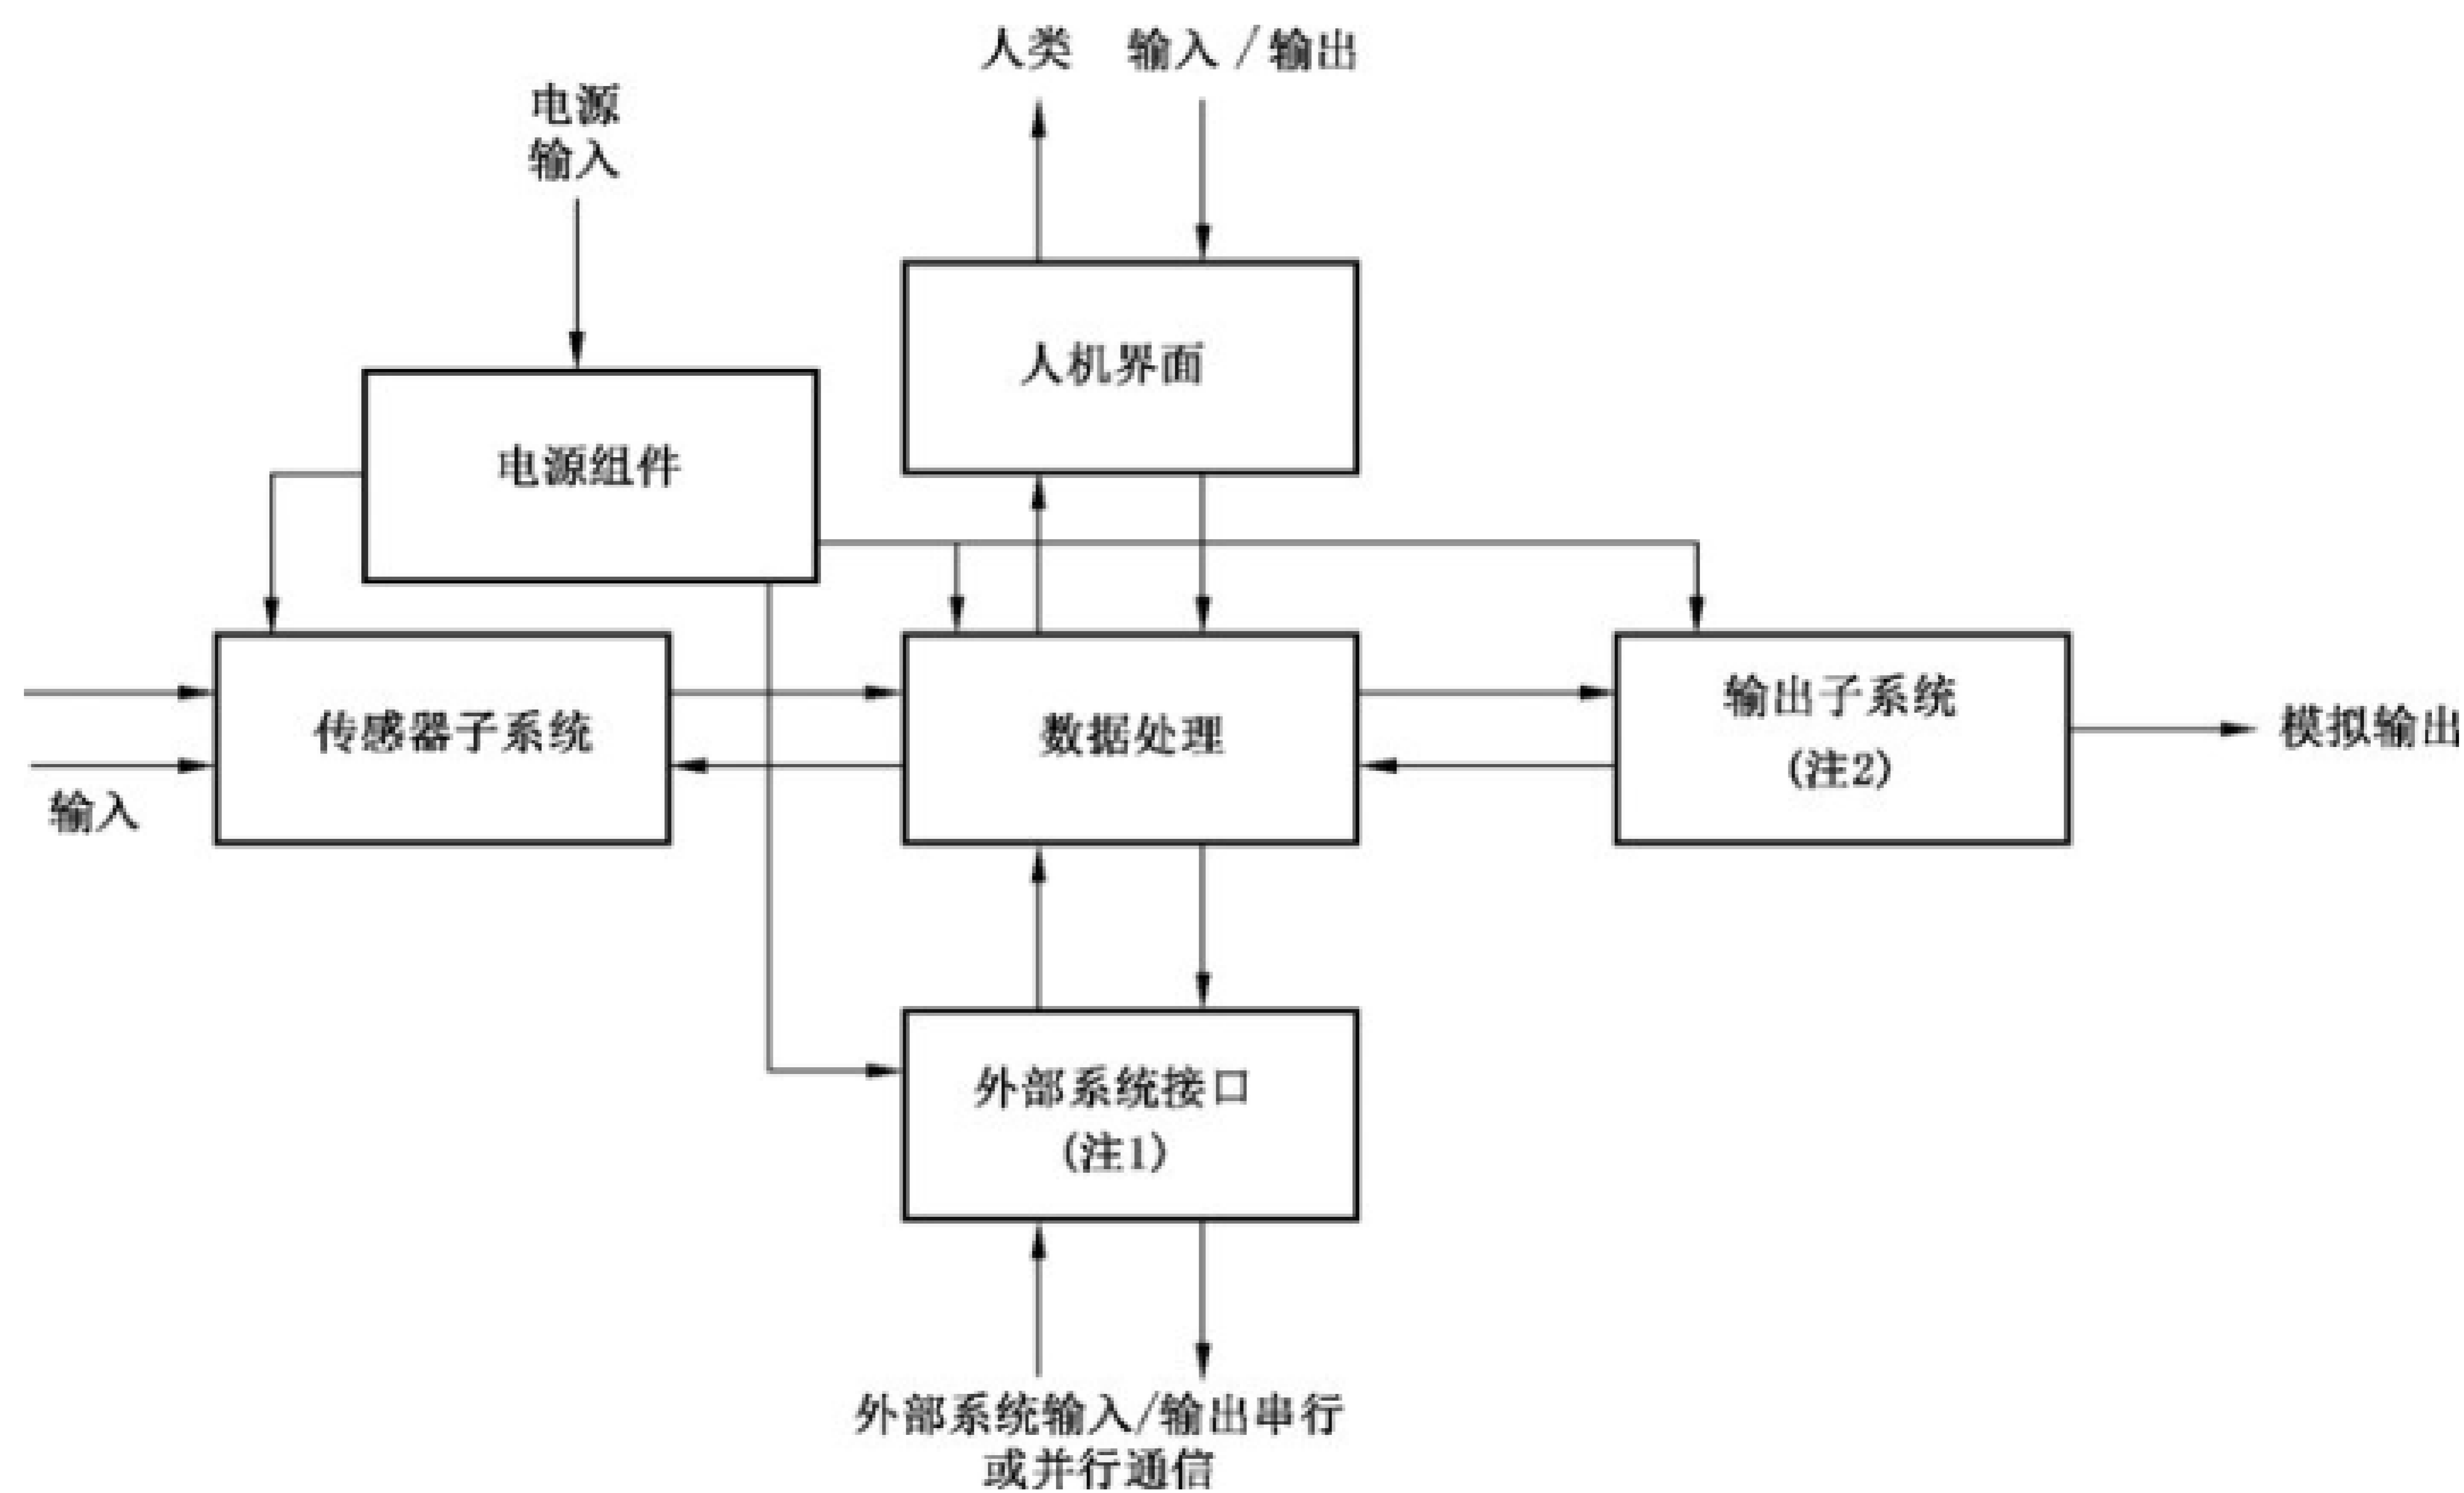 人类 输入/输出
电源
输入
人机界面
电源组件
传感器子系统
数据处理
输出子系统
(注2)
模拟输出
输入
外部系统接口
(注1)
外部系统输入/输出串行
或并行通信